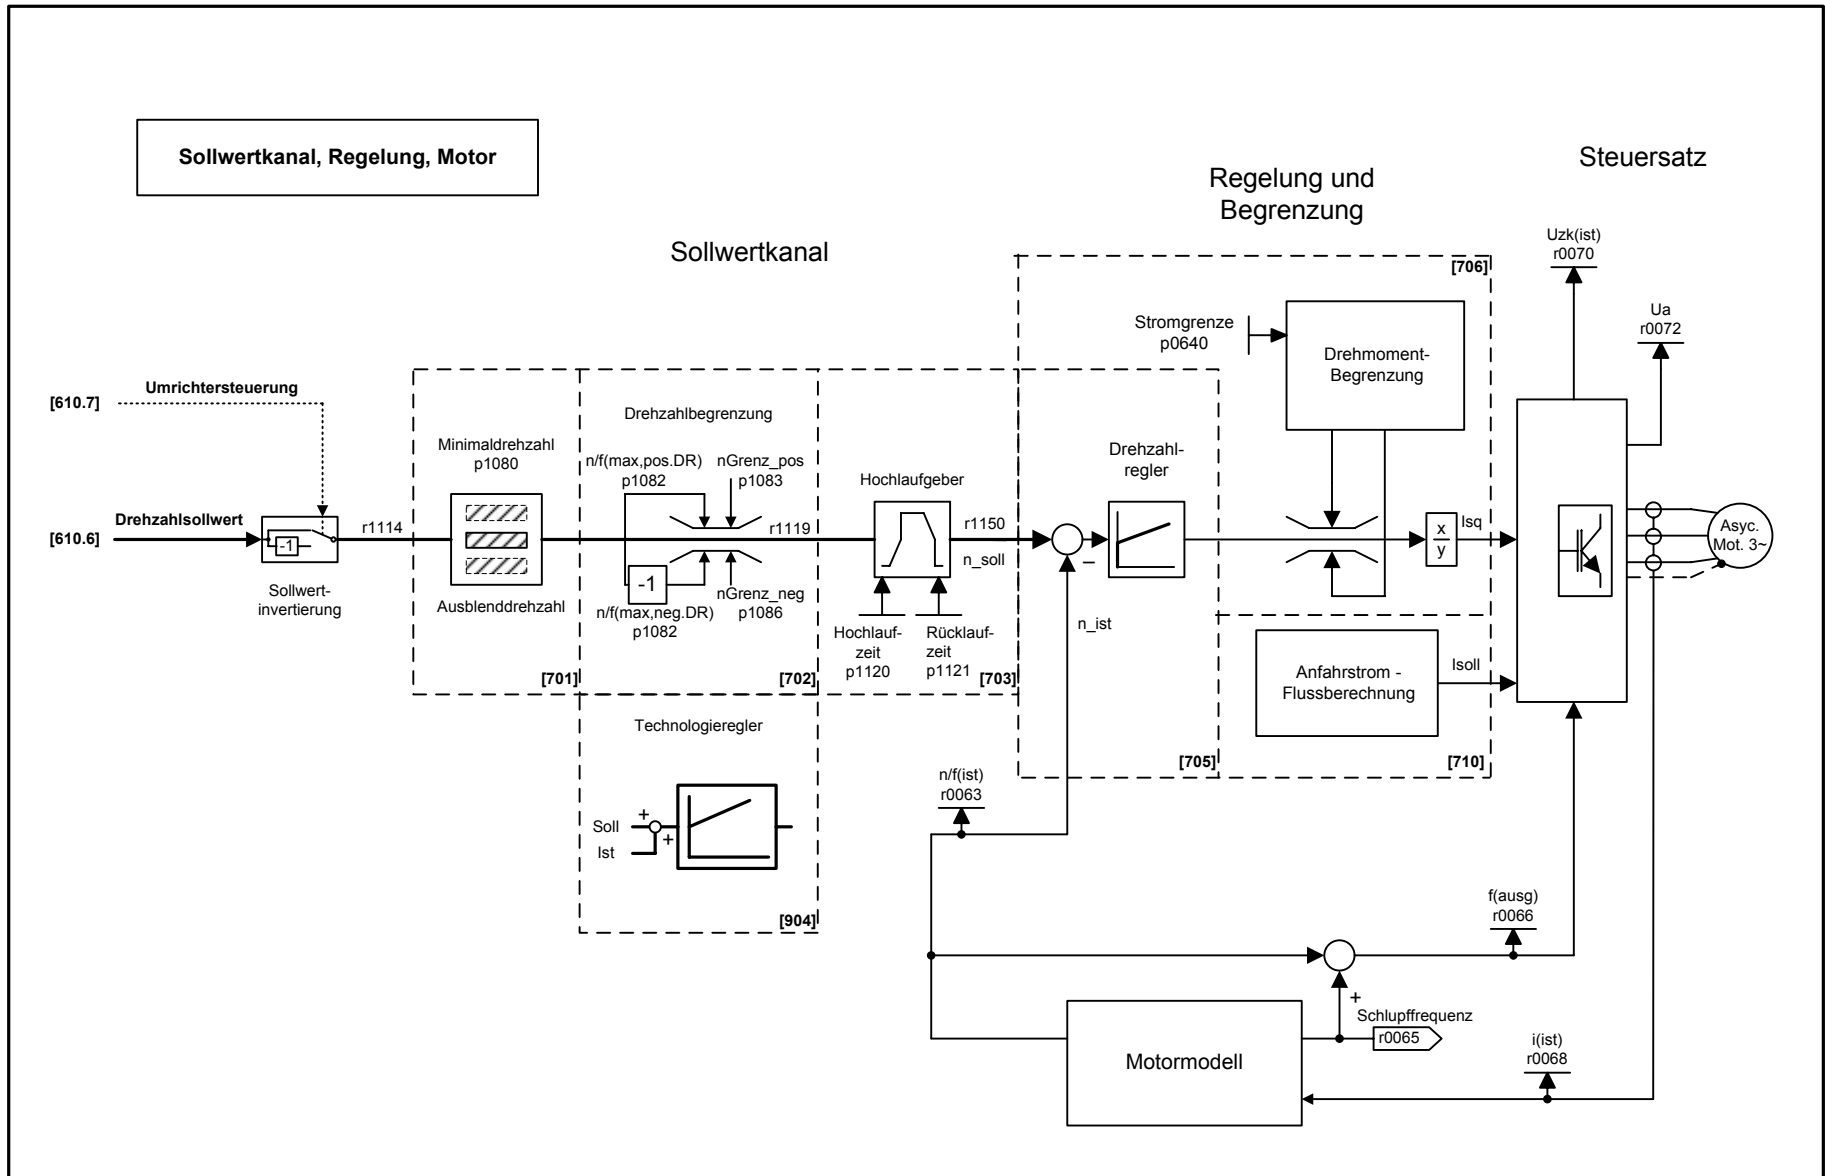 Sollwertkanal, Regelung, Motor
Steuersatz
Regelung und
Begrenzung
Sollwertkanal
Uzk(ist)
r0070
[706]
Ua
r0072
Stromgrenze
p0640
Drehmoment-
Begrenzung
[610.7]
Umrichtersteuerung
Drehzahlbegrenzung
Minimaldrehzahl
p1080
n/f(max,pos.DR)
p1082
nGrenz_pos
p1083
Hochlaufgeber
Drehzahl-
regler
[610.6]
Drehzahlsollwert
-1
r1114
r1119
r1150
n_soll
–
x
y
Isq
Asyc.
Mot. 3~
Sollwert-
invertierung
Ausblenddrehzahl
-1
n/f(max,neg.DR)
p1082
nGrenz_neg
p1086
Hochlauf-
zeit
p1120
Rücklauf-
zeit
p1121
n_ist
[701]
[702]
[703]
Anfahrstrom -
Flussberechnung
Isoll
[705]
[710]
Technologieregler
Soll
+
Ist
+
[904]
n/f(ist)
r0063
f(ausg)
r0066
+
Schlupffrequenz
r0065
Motormodell
i(ist)
r0068